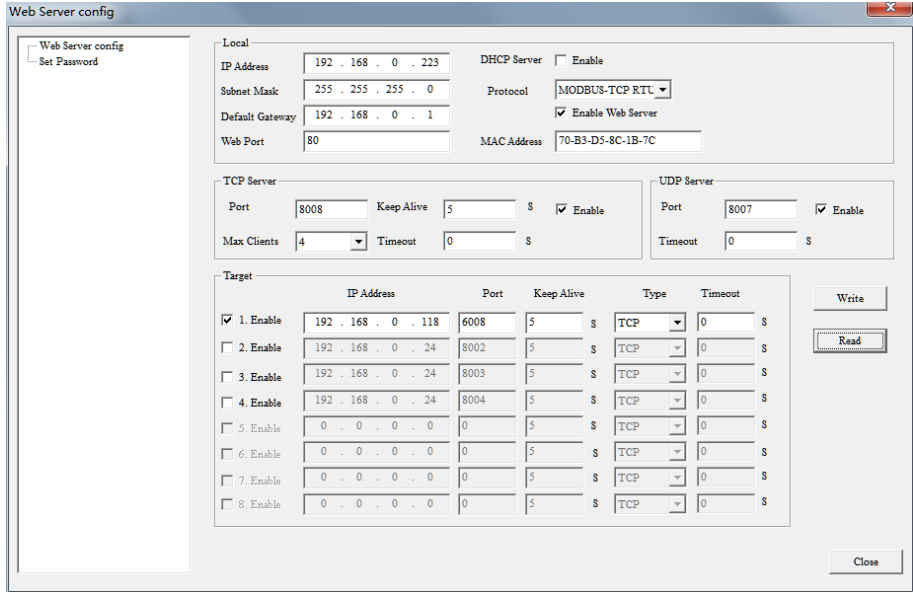 Web Server config
Web Server config
Set Password
Local
IP Address 192 . 168 . 0 . 223 DHCP Server Enable
Subnet Mask 255 . 255 . 255 . 0 Protocol MODBUS-TCP RTU
Default Gateway 192 . 168 . 0 . 1 Enable Web Server
Web Port 80 MAC Address 70-B3-D5-8C-1B-7C
TCP Server UDP Server
Port 8008 Keep Alive 5 S Enable Port 8007 Enable
Max Clients 4 Timeout 0 S Timeout 0 S
Target
IP Address Port Keep Alive Type Timeout
1. Enable 192 . 168 . 0 . 118 6008 5 S TCP 0 S
2. Enable 192 . 168 . 0 . 24 8002 5 S TCP 0 S
3. Enable 192 . 168 . 0 . 24 8003 5 S TCP 0 S
4. Enable 192 . 168 . 0 . 24 8004 5 S TCP 0 S
5. Enable 0 . 0 . 0 . 0 0 5 S TCP 0 S
6. Enable 0 . 0 . 0 . 0 0 5 S TCP 0 S
7. Enable 0 . 0 . 0 . 0 0 5 S TCP 0 S
8. Enable 0 . 0 . 0 . 0 0 5 S TCP 0 S
Write
Read
Close